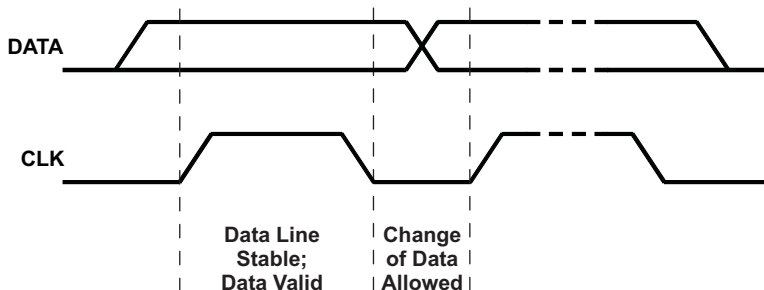 DATA
CLK
Data Line
Stable;
Data Valid
Change
of Data
Allowed